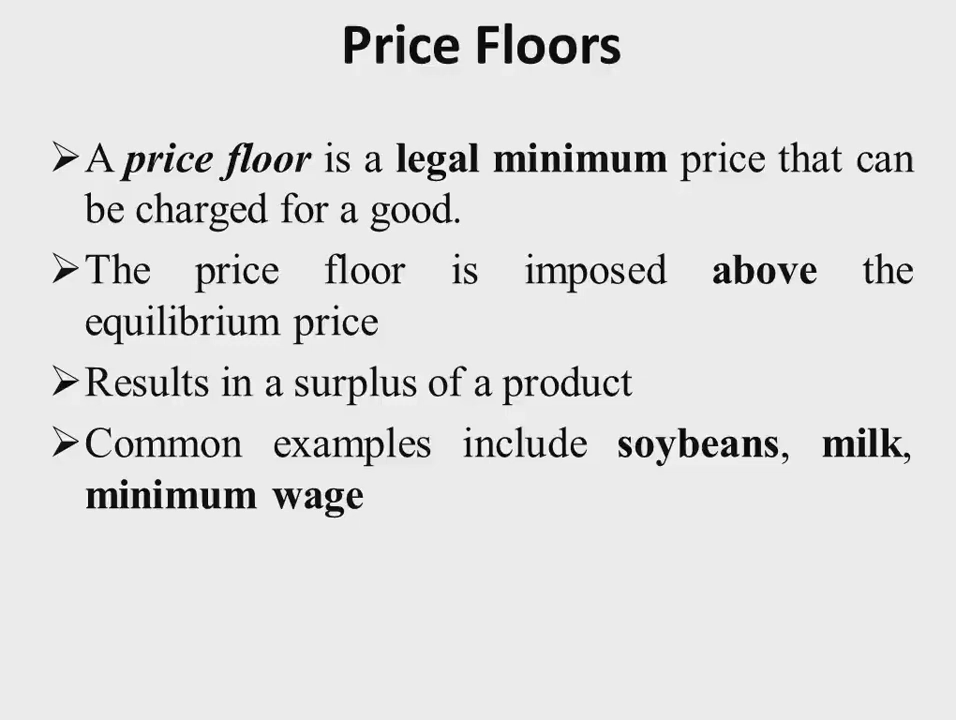 Price Floors
➢A price floor is a legal minimum price that can
be charged for a good.
➢The price floor is imposed above the
equilibrium price
➢Results in a surplus of a product
➢Common examples include soybeans, milk,
minimum wage